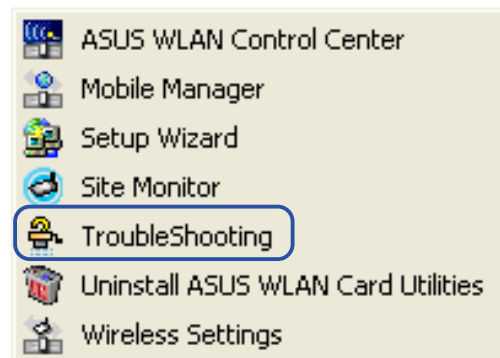 ASUS WLAN Control Center
Mobile Manager
Setup Wizard
Site Monitor
TroubleShooting
Uninstall ASUS WLAN Card Utilities
Wireless Settings